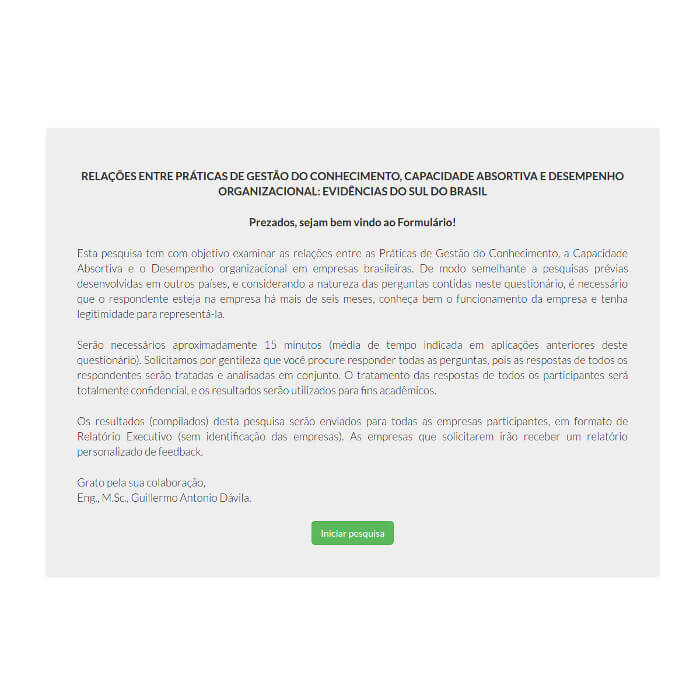 RELAÇÕES ENTRE PRÁTICAS DE GESTÃO DO CONHECIMENTO, CAPACIDADE ABSORTIVA E DESEMPENHO
ORGANIZACIONAL: EVIDÊNCIAS DO SUL DO BRASIL
Prezados, sejam bem vindo ao Formulário!
Esta pesquisa tem com objetivo examinar as relações entre as Práticas de Gestão do Conhecimento, a Capacidade
Absortiva e o Desempenho organizacional em empresas brasileiras. De modo semelhante a pesquisas prévias
desenvolvidas em outros países, e considerando a natureza das perguntas contidas neste questionário, é necessário
que o respondente esteja na empresa há mais de seis meses, conheça bem o funcionamento da empresa e tenha
legitimidade para representá-la.
Serão necessários aproximadamente 15 minutos (média de tempo indicada em aplicações anteriores deste
questionário). Solicitamos por gentileza que você procure responder todas as perguntas, pois as respostas de todos os
respondentes serão tratadas e analisadas em conjunto. O tratamento das respostas de todos os participantes será
totalmente confidencial, e os resultados serão utilizados para fins acadêmicos.
Os resultados (compilados) desta pesquisa serão enviados para todas as empresas participantes, em formato de
Relatório Executivo (sem identificação das empresas). As empresas que solicitarem irão receber um relatório
personalizado de feedback.
Grato pela sua colaboração,
Eng., M.Sc., Guillermo Antonio Dávila.
Iniciar pesquisa